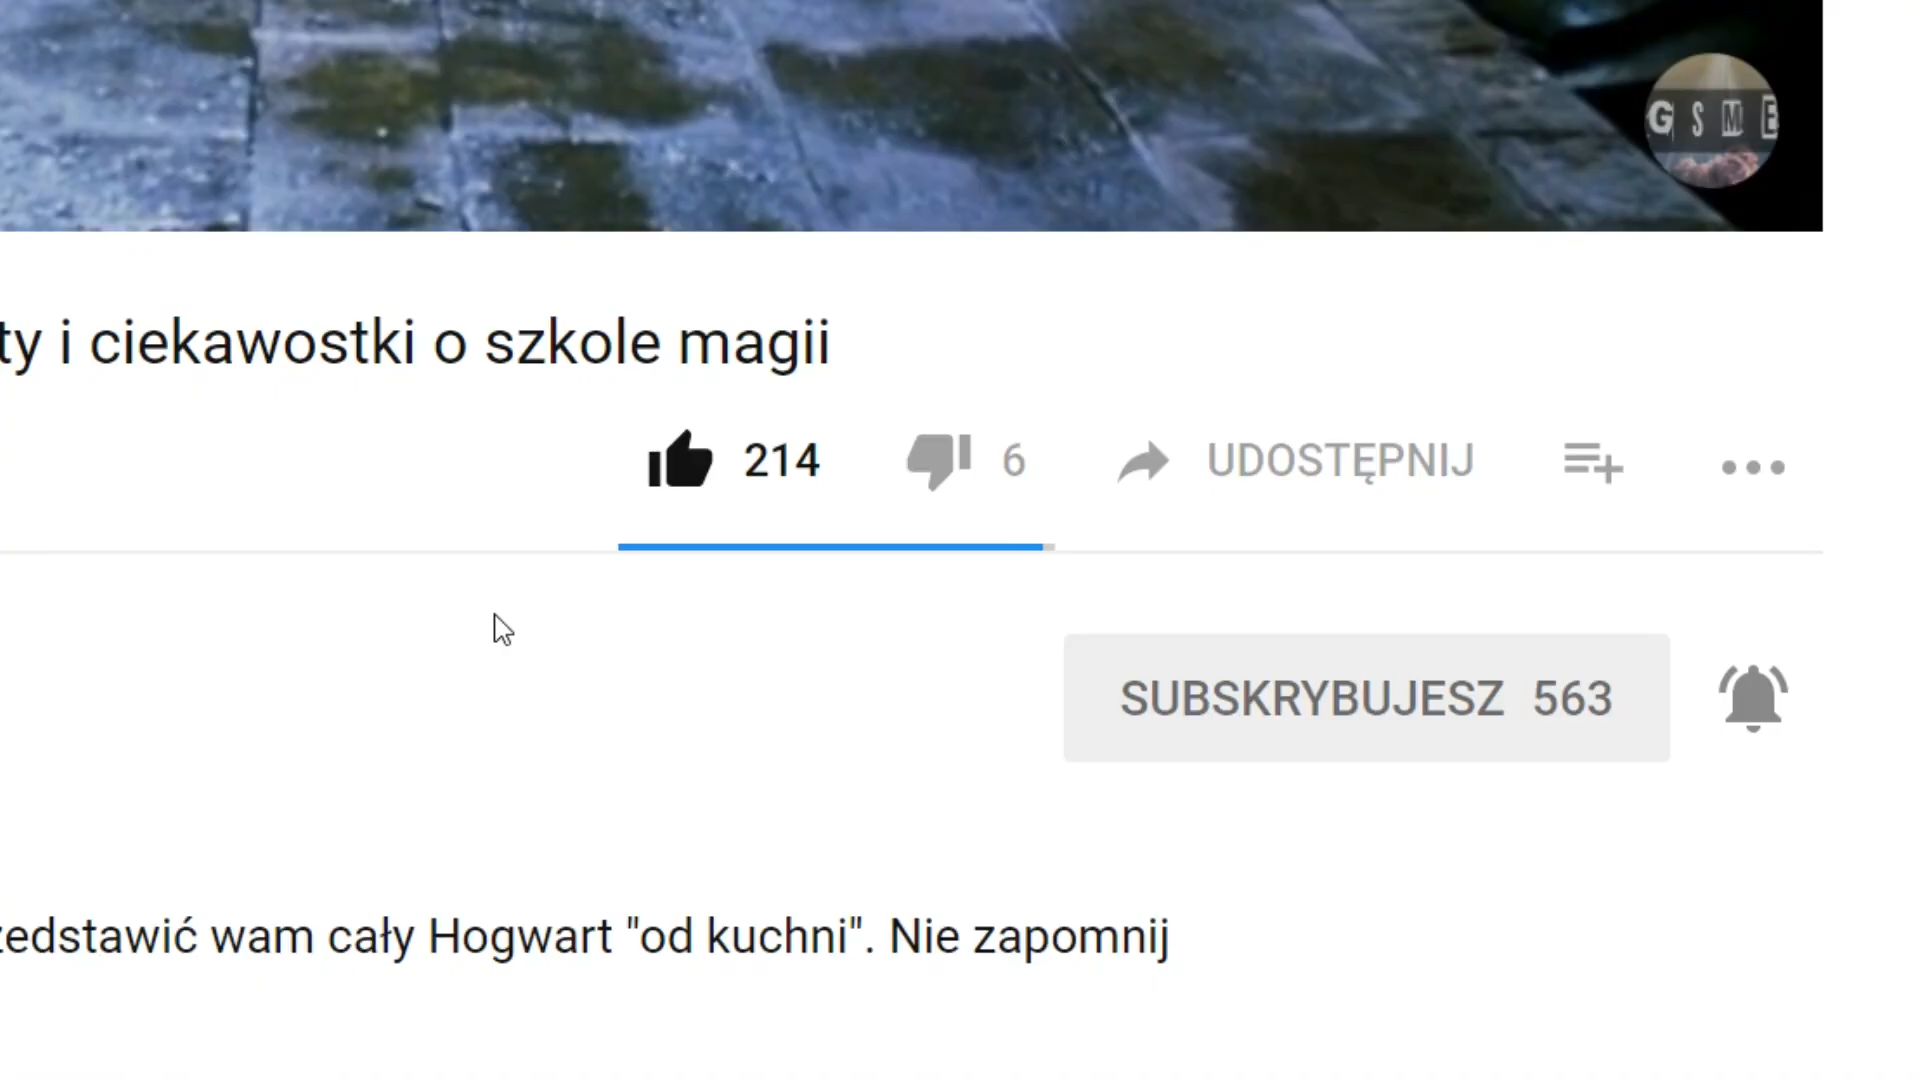 G S M E
ty i ciekawostki o szkole magii
214 6 UDOSTĘPNIJ
SUBSKRYBUJESZ 563
zedstawić wam cały Hogwart "od kuchni". Nie zapomnij